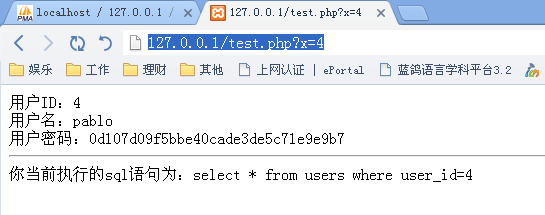 PMA localhost / 127.0.0.1 / 127.0.0.1/test.php?x=4
127.0.0.1/test.php?x=4
娱乐 工作 理财 其他 上网认证 | ePortal 蓝鸽语言学科平台3.2
用户ID：4
用户名：pablo
用户密码：0d107d09f5bbe40cade3de5c71e9e9b7
你当前执行的sql语句为：select * from users where user_id=4